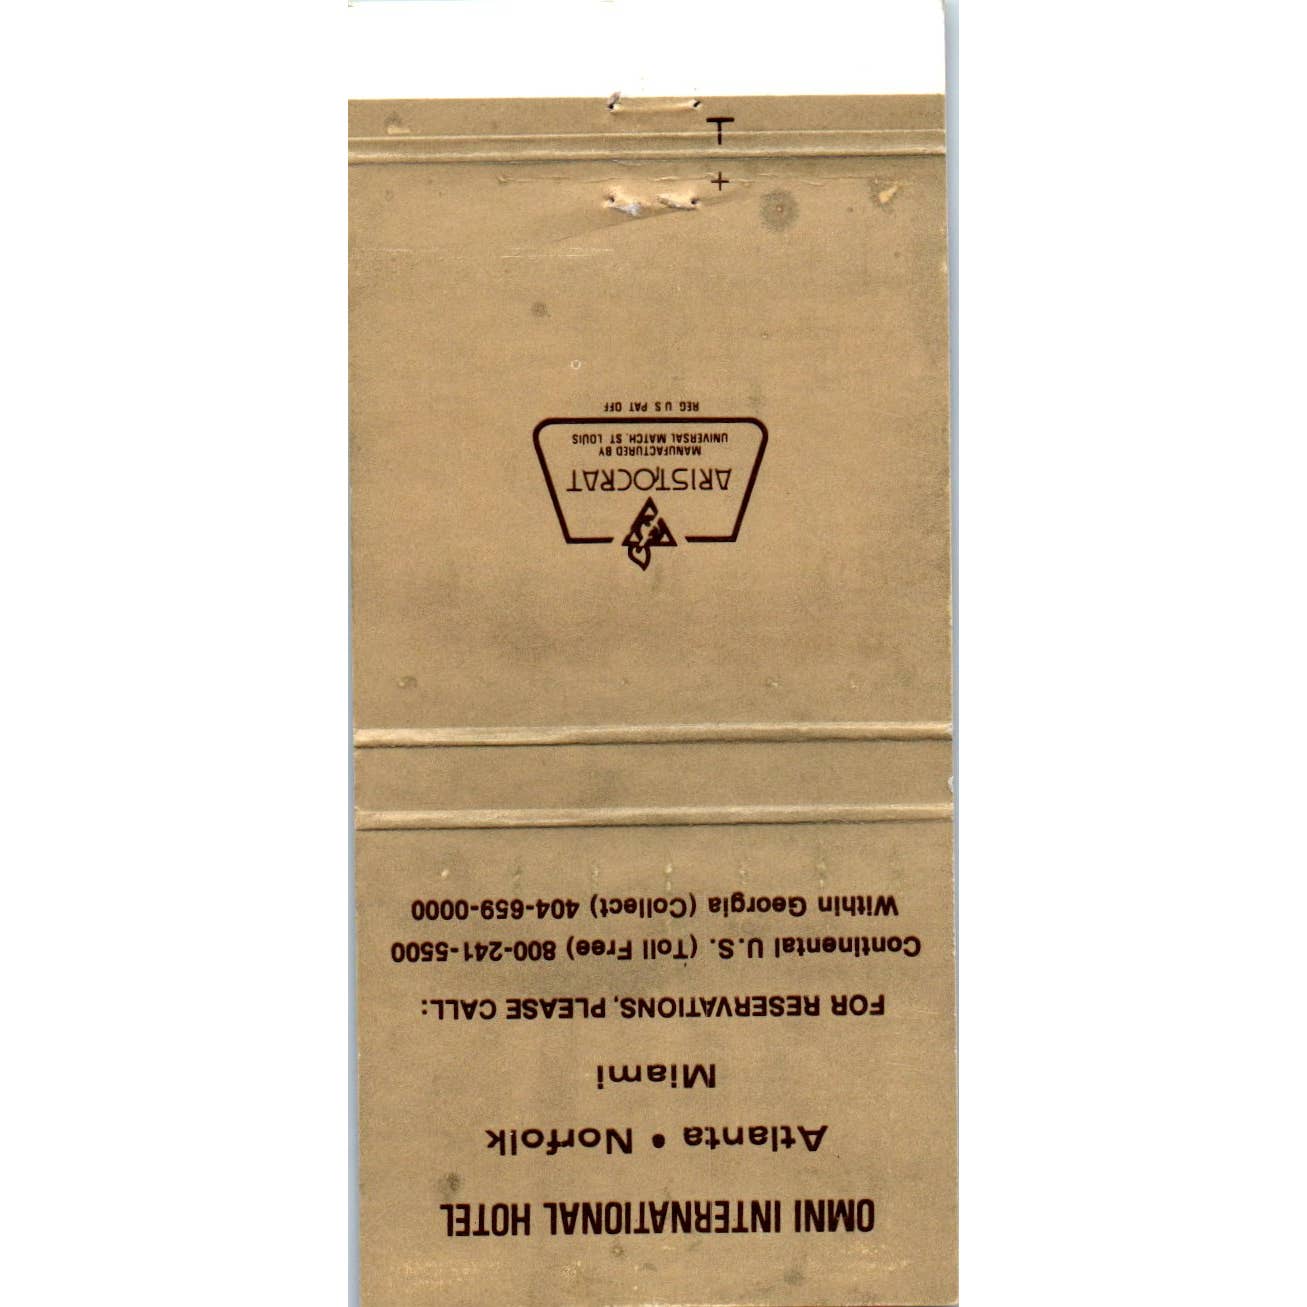 OMNI INTERNATIONAL HOTEL
Atlanta • Norfolk
Miami
FOR RESERVATIONS, PLEASE CALL:
Continental U.S. (Toll Free) 800-241-5500
Within Georgia (Collect) 404-659-0000
ARISTOCRAT
MANUFACTURED BY
UNIVERSAL MATCH, ST. LOUIS
REG U S PAT OFF
+
T